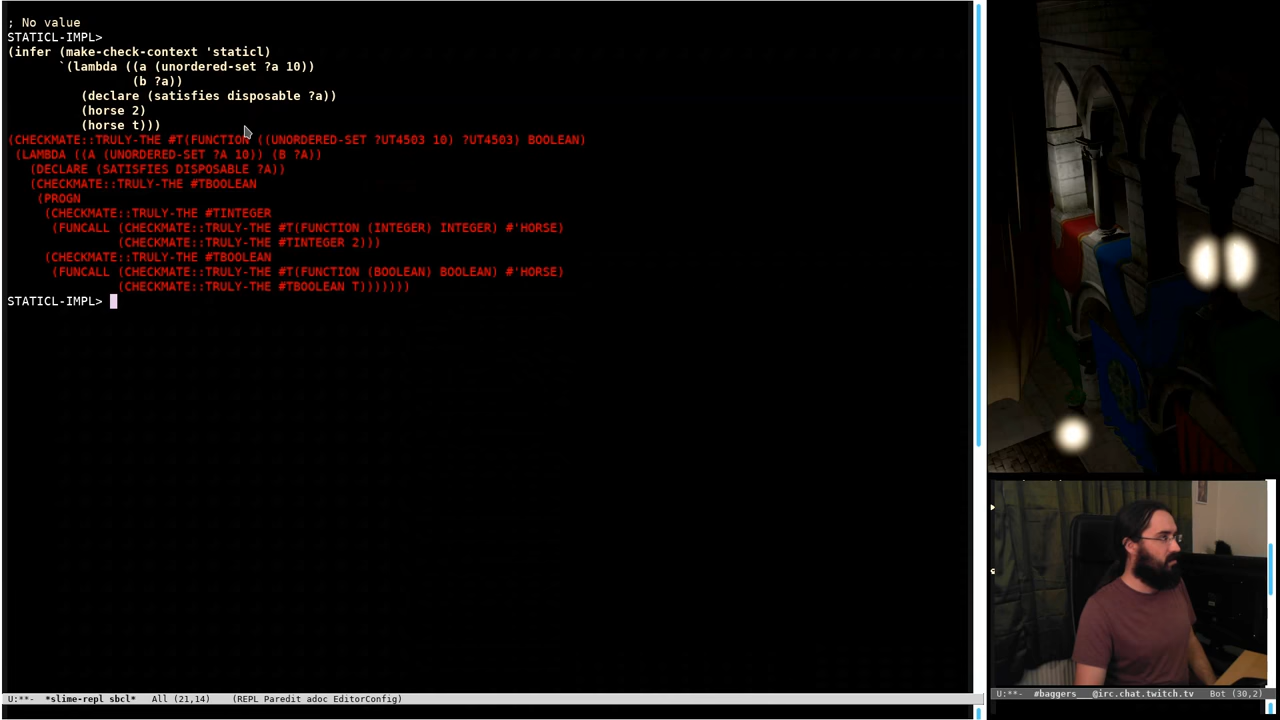 ; No value
STATICL-IMPL>
(infer (make-check-context 'staticl)
       `(lambda ((a (unordered-set ?a 10))
                 (b ?a))
          (declare (satisfies disposable ?a))
          (horse 2)
          (horse t)))
(CHECKMATE::TRULY-THE #T(FUNCTION ((UNORDERED-SET ?UT4503 10) ?UT4503) BOOLEAN)
 (LAMBDA ((A (UNORDERED-SET ?A 10)) (B ?A))
   (DECLARE (SATISFIES DISPOSABLE ?A))
   (CHECKMATE::TRULY-THE #TBOOLEAN
    (PROGN
     (CHECKMATE::TRULY-THE #TINTEGER
      (FUNCALL (CHECKMATE::TRULY-THE #T(FUNCTION (INTEGER) INTEGER) #'HORSE)
               (CHECKMATE::TRULY-THE #TINTEGER 2)))
     (CHECKMATE::TRULY-THE #TBOOLEAN
      (FUNCALL (CHECKMATE::TRULY-THE #T(FUNCTION (BOOLEAN) BOOLEAN) #'HORSE)
               (CHECKMATE::TRULY-THE #TBOOLEAN T)))))))
STATICL-IMPL>
U:**-  *slime-repl sbcl*   All (21,14)    (REPL Paredit adoc EditorConfig)
U:**-  #baggers___@irc.chat.twitch.tv   Bot (30,2)